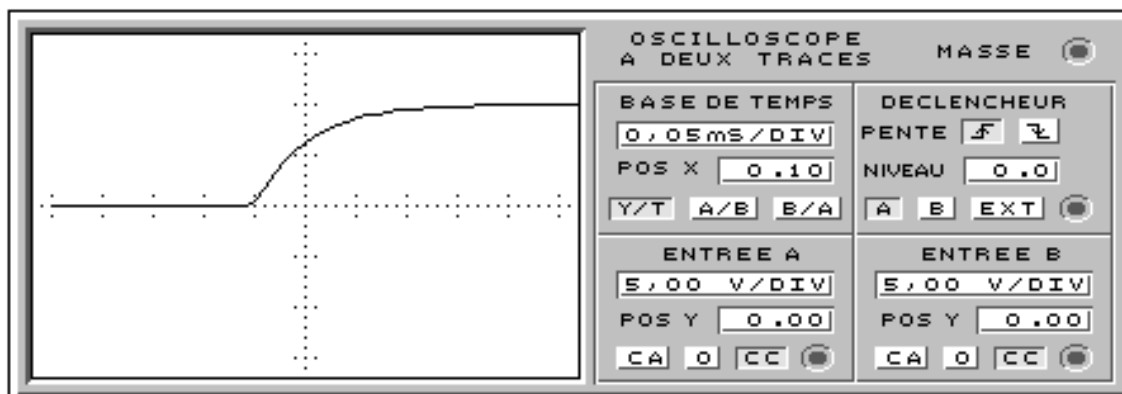 OSCILLOSCOPE
A DEUX TRACES
MASSE
BASE DE TEMPS
0,05mS/DIV
POS X 0.10
Y/T A/B B/A
DECLENCHEUR
PENTE
NIVEAU 0.0
A B EXT
ENTREE A
5,00 V/DIV
POS Y 0.00
CA 0 CC
ENTREE B
5,00 V/DIV
POS Y 0.00
CA 0 CC